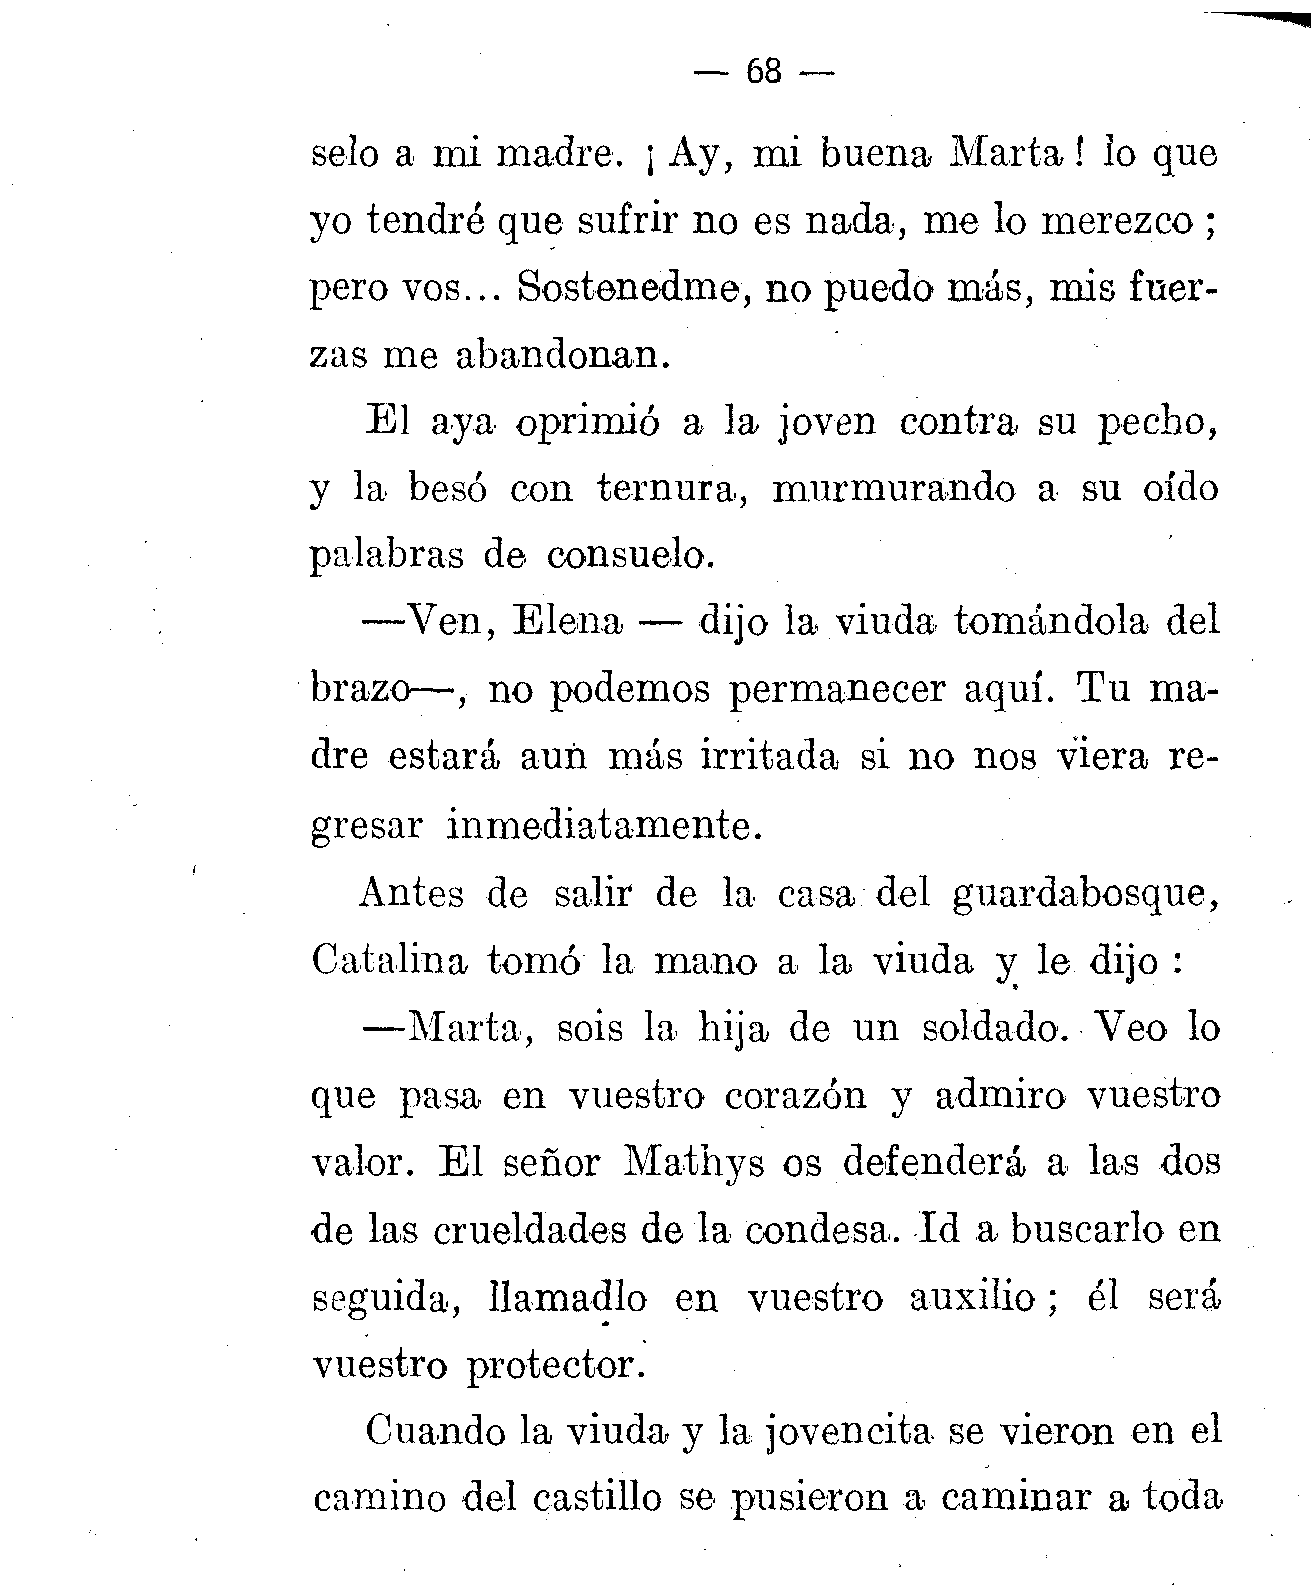 — 68 —
selo a mi madre. ¡Ay, mi buena Marta! lo que
yo tendré que sufrir no es nada, me lo merezco;
pero vos... Sostenedme, no puedo más, mis fuer-
zas me abandonan.
El aya oprimió a la joven contra su pecho,
y la besó con ternura, murmurando a su oído
palabras de consuelo.
—Ven, Elena — dijo la viuda tomándola del
brazo—, no podemos permanecer aquí. Tu ma-
dre estará aun más irritada si no nos viera re-
gresar inmediatamente.
Antes de salir de la casa del guardabosque,
Catalina tomó la mano a la viuda y le dijo:
—Marta, sois la hija de un soldado. Veo lo
que pasa en vuestro corazón y admiro vuestro
valor. El señor Mathys os defenderá a las dos
de las crueldades de la condesa. Id a buscarlo en
seguida, llamadlo en vuestro auxilio; él será
vuestro protector.
Cuando la viuda y la jovencita se vieron en el
camino del castillo se pusieron a caminar a toda